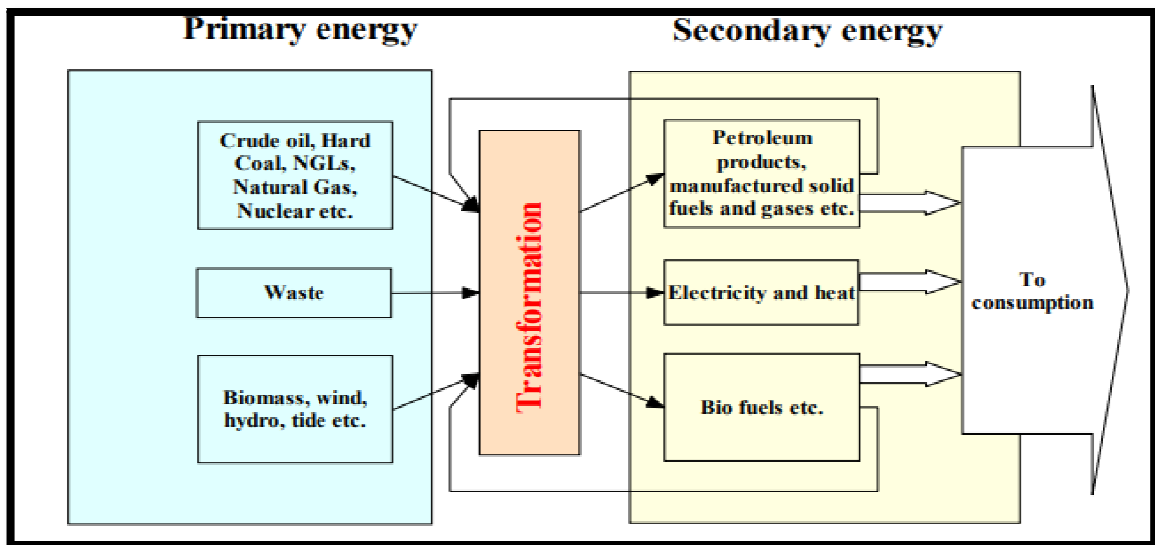 Primary energy
Secondary energy
Crude oil, Hard
Coal, NGLs,
Natural Gas,
Nuclear etc.
Waste
Biomass, wind,
hydro, tide etc.
Transformation
Petroleum
products,
manufactured solid
fuels and gases etc.
Electricity and heat
Bio fuels etc.
To
consumption